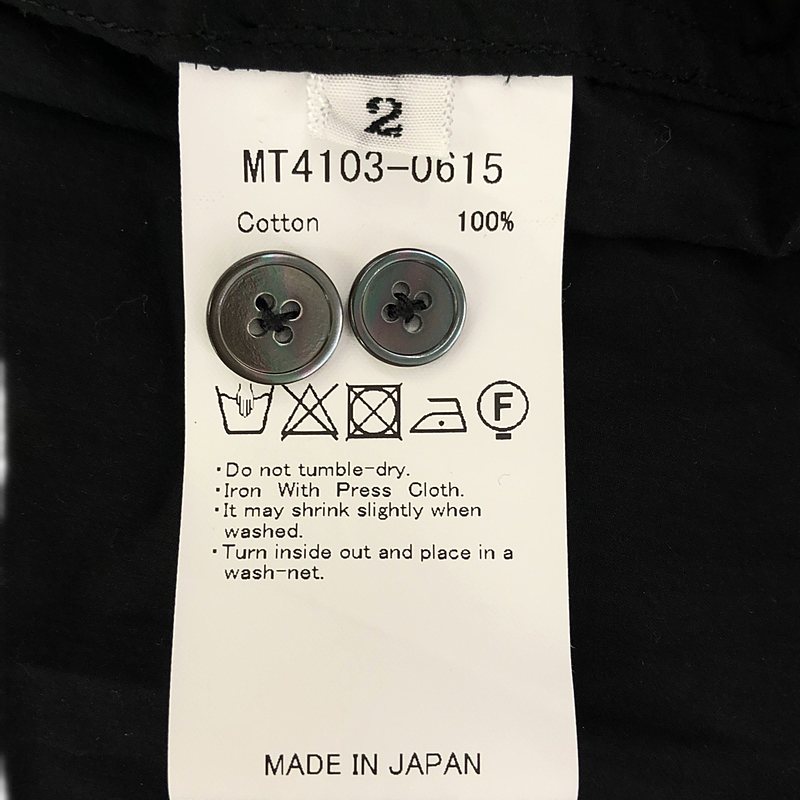 2
MT4103-0615
Cotton 100%
F
・Do not tumble-dry.
・Iron With Press Cloth.
・It may shrink slightly when
washed.
・Turn inside out and place in a
wash-net.
MADE IN JAPAN